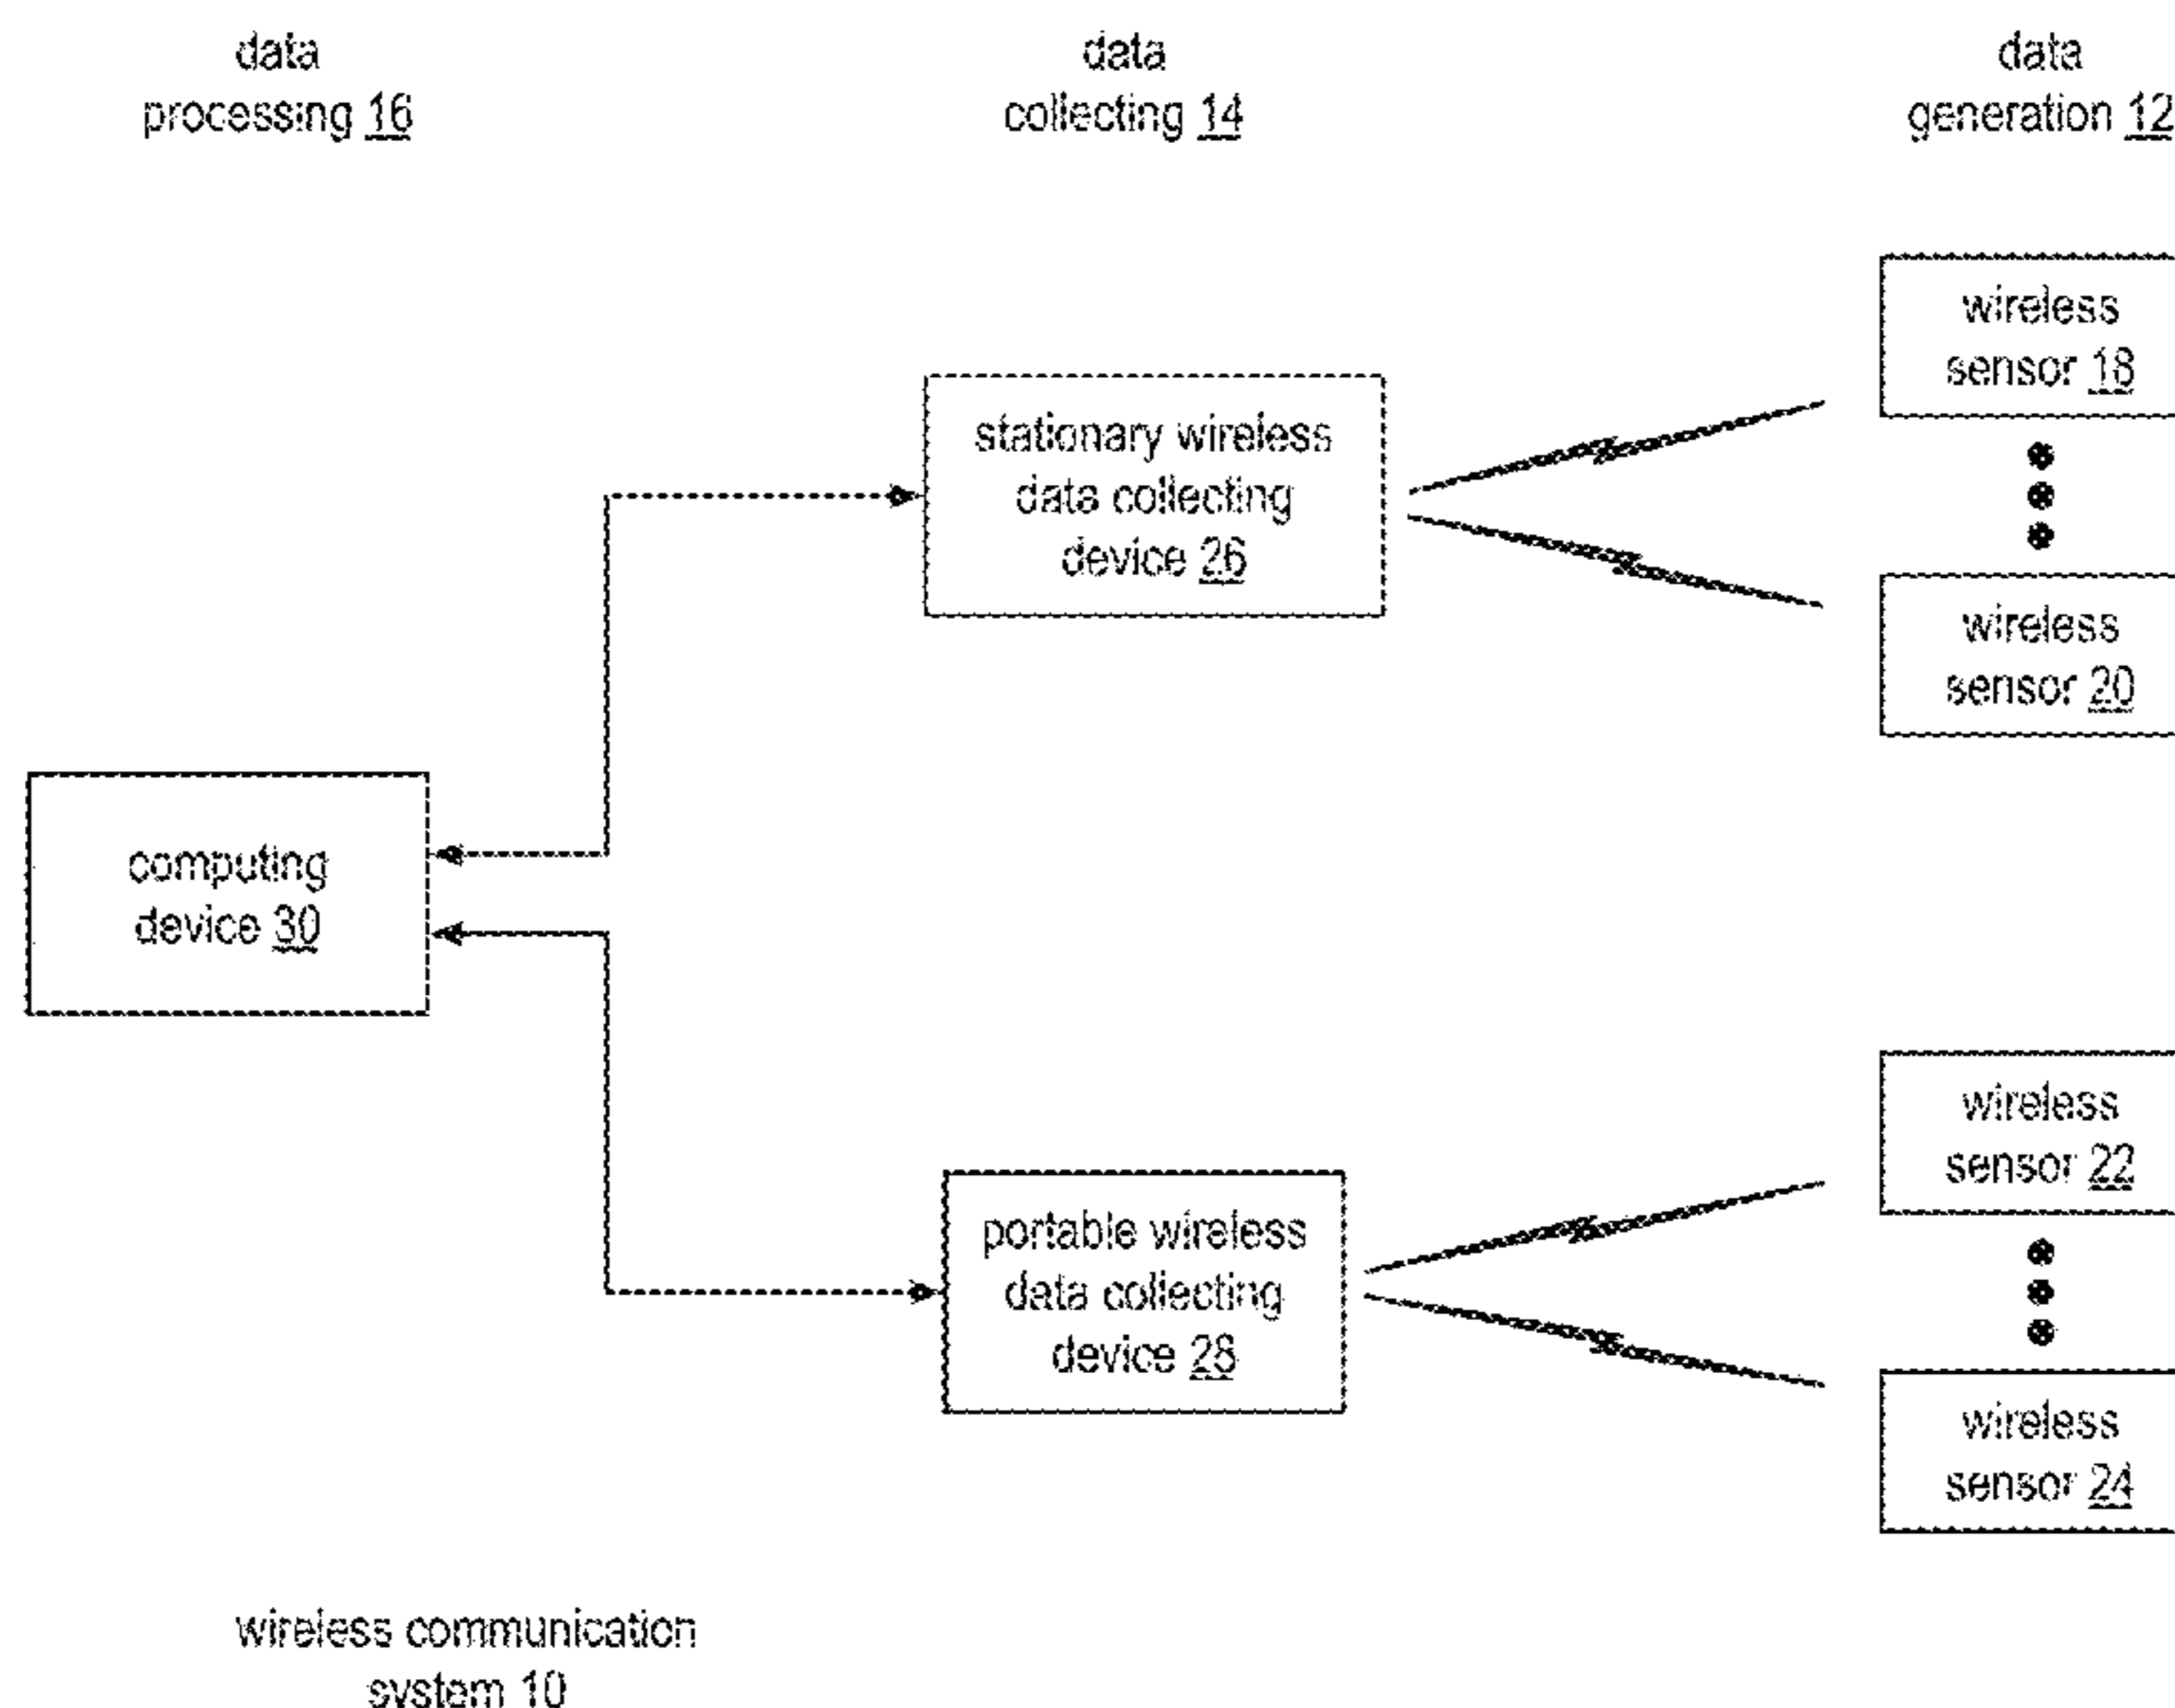 data
processing 16
data
collecting 14
data
generation 12
wireless
sensor 18
stationary wireless
data collecting
device 26
wireless
sensor 20
computing
device 30
wireless
sensor 22
portable wireless
data collecting
device 28
wireless
sensor 24
wireless communication
system 10